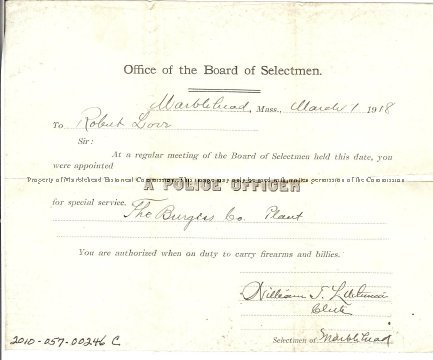 Office of the Board of Selectmen.
Marblehead, Mass., March 1 1918
To Robert
Sir:
At a regular meeting of the Board of Selectmen held this date, you
were appointed
Property of Marblehead Historical Commission. This image may only be used with written permission of the Commission
A POLICE OFFICER
for special service. The Burgess Co. Plant
You are authorized when on duty to carry firearms and billies.
William T.
Clerk
Selectmen of Marblehead
2010-057-00246 C